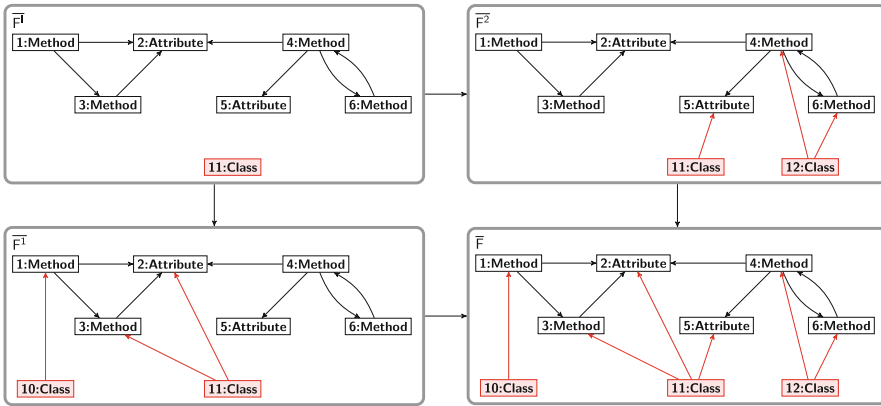 F̅ᴵ
1:Method 2:Attribute 4:Method
3:Method 5:Attribute 6:Method
11:Class
F̅²
1:Method 2:Attribute 4:Method
3:Method 5:Attribute 6:Method
11:Class 12:Class
F̅¹
1:Method 2:Attribute 4:Method
3:Method 5:Attribute 6:Method
10:Class 11:Class
F̅
1:Method 2:Attribute 4:Method
3:Method 5:Attribute 6:Method
10:Class 11:Class 12:Class